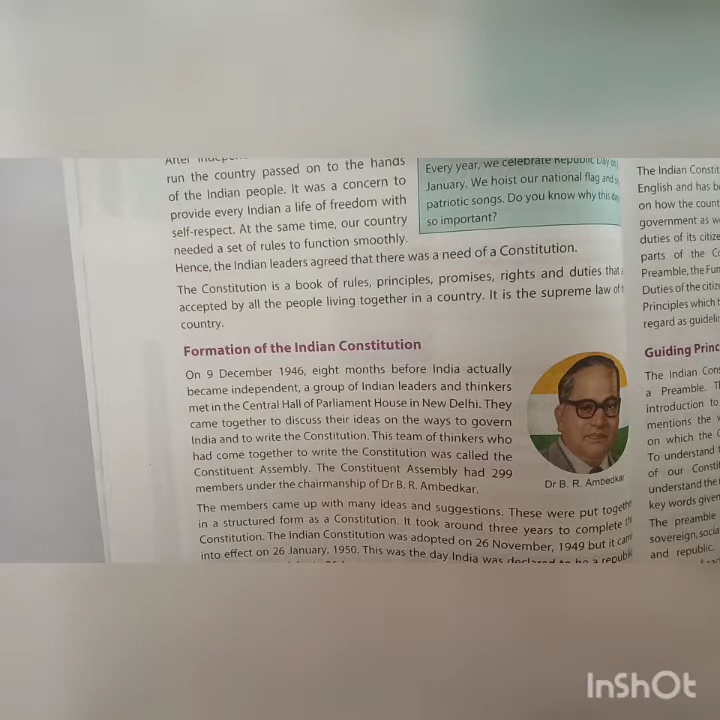 run the country passed on to the hands
of the Indian people. It was a concern to
provide every Indian a life of freedom with
self-respect. At the same time, our country
needed a set of rules to function smoothly.
Hence, the Indian leaders agreed that there was a need of a Constitution.
Every year, we celebrate Republic Day on
January. We hoist our national flag and
patriotic songs. Do you know why this day
so important?
The Constitution is a book of rules, principles, promises, rights and duties that
accepted by all the people living together in a country. It is the supreme law of
country.
Formation of the Indian Constitution
On 9 December 1946, eight months before India actually
became independent, a group of Indian leaders and thinkers
met in the Central Hall of Parliament House in New Delhi. They
came together to discuss their ideas on the ways to govern
India and to write the Constitution. This team of thinkers who
had come together to write the Constitution was called the
Constituent Assembly. The Constituent Assembly had 299
members under the chairmanship of Dr B. R. Ambedkar.
Dr B. R. Ambedkar
The members came up with many ideas and suggestions. These were put together
in a structured form as a Constitution. It took around three years to complete
Constitution. The Indian Constitution was adopted on 26 November, 1949 but it
into effect on 26 January, 1950. This was the day India was declared to be a
The Indian
English and has
on how the
government as
duties of its
parts of the
Preamble, the
Duties of the
Principles which
regard as
Guiding
The Indian
a Preamble.
introduction to
mentions the
on which the
To understand
of our
understand the
key words given
The preamble
sovereign,
and republic.
InShOt